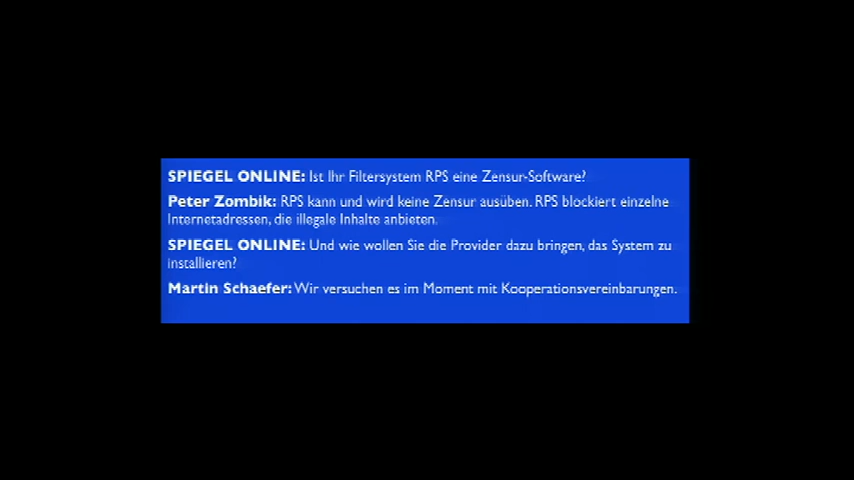 SPIEGEL ONLINE: Ist Ihr Filtersystem RPS eine Zensur-Software?
Peter Zombik: RPS kann und wird keine Zensur ausüben. RPS blockiert einzelne
Internetadressen, die illegale Inhalte anbieten.
SPIEGEL ONLINE: Und wie wollen Sie die Provider dazu bringen, das System zu
installieren?
Martin Schaefer: Wir versuchen es im Moment mit Kooperationsvereinbarungen.